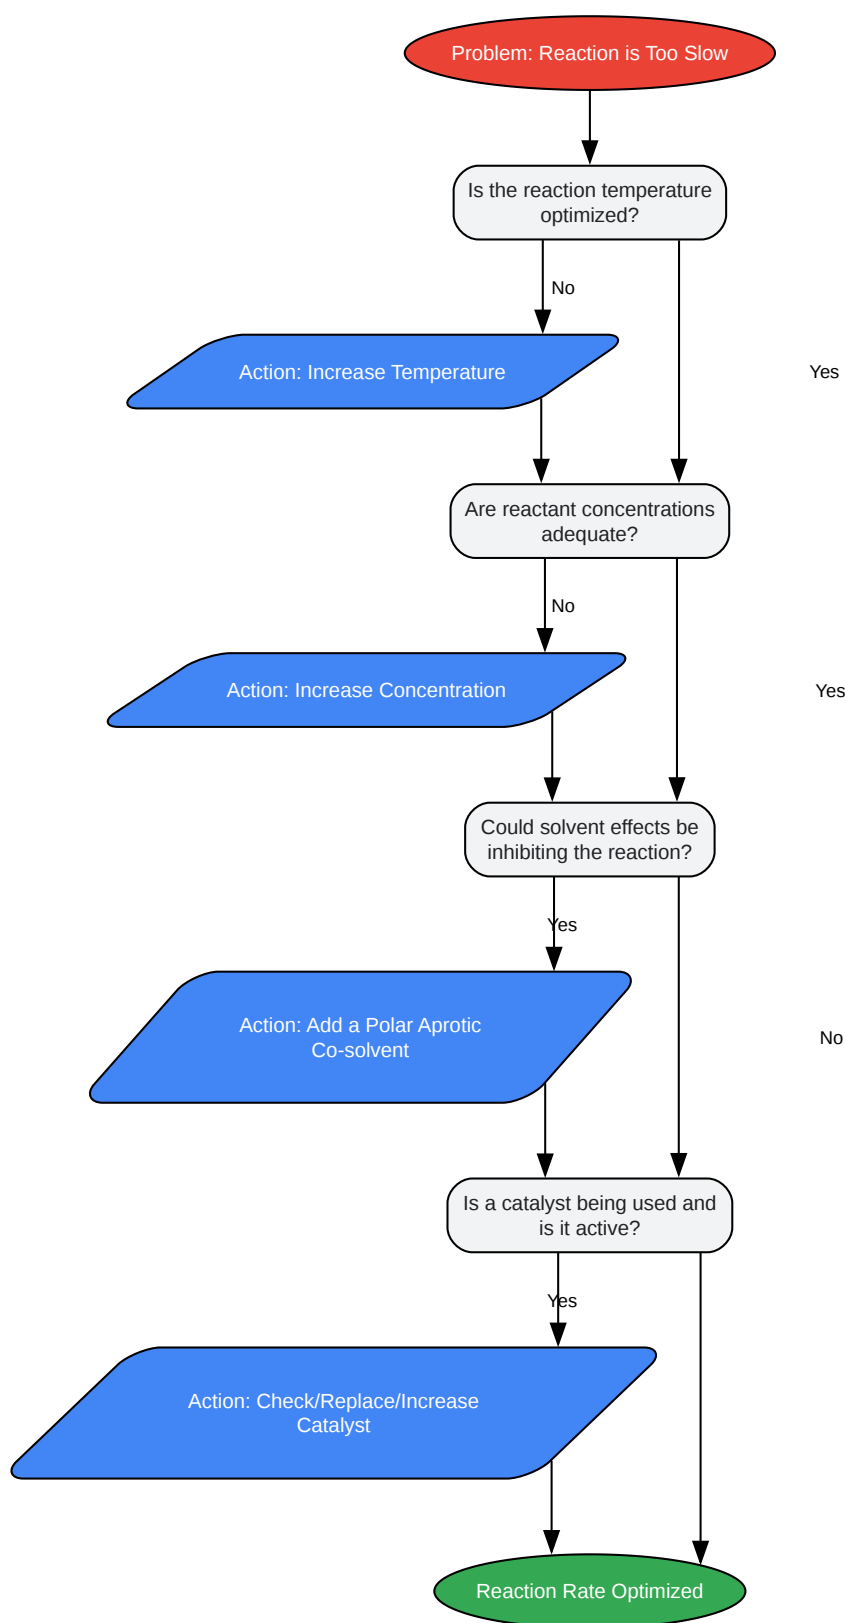 Problem: Reaction is Too Slow
Is the reaction temperature
optimized?
No
Action: Increase Temperature
Yes
Are reactant concentrations
adequate?
No
Action: Increase Concentration
Yes
Could solvent effects be
inhibiting the reaction?
Yes
Action: Add a Polar Aprotic
Co-solvent
No
Is a catalyst being used and
is it active?
Yes
Action: Check/Replace/Increase
Catalyst
Reaction Rate Optimized